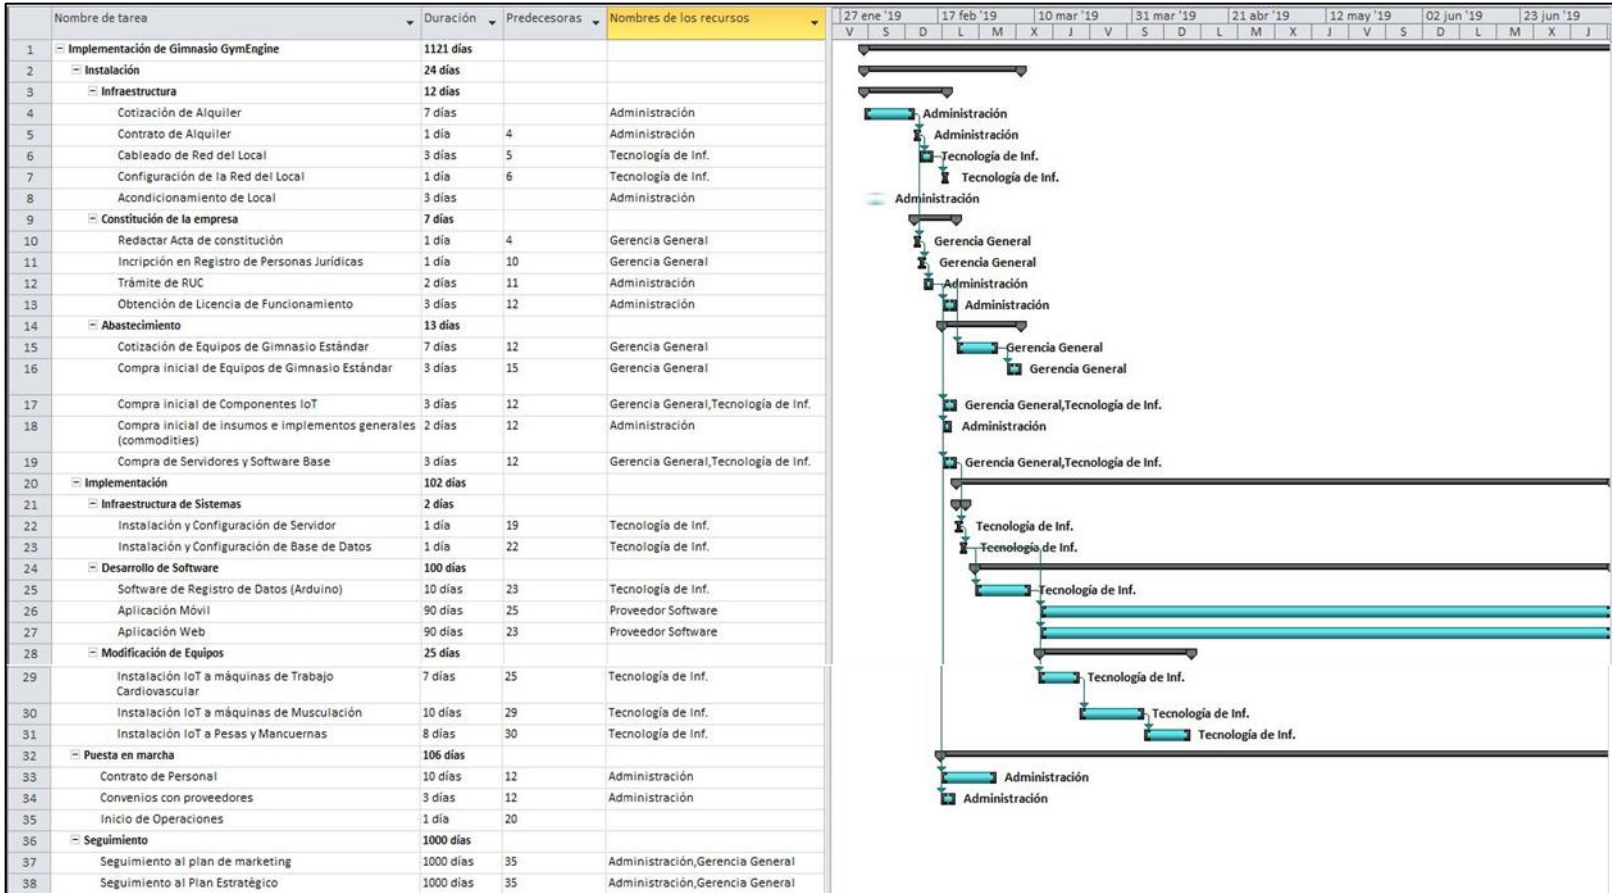 Nombre de tarea Duración Predecesoras Nombres de los recursos 27 ene '19 17 feb '19 10 mar '19 31 mar '19 21 abr '19 12 may '19 02 jun '19 23 jun '19
V S D L M X J V S D L M X J V S D L M X J
1 Implementación de Gimnasio GymEngine 1121 días
2 Instalación 24 días
3 Infraestructura 12 días
4 Cotización de Alquiler 7 días Administración Administración
5 Contrato de Alquiler 1 día 4 Administración Administración
6 Cableado de Red del Local 3 días 5 Tecnología de Inf. Tecnología de Inf.
7 Configuración de la Red del Local 1 día 6 Tecnología de Inf. Tecnología de Inf.
8 Acondicionamiento de Local 3 días Administración Administración
9 Constitución de la empresa 7 días
10 Redactar Acta de constitución 1 día 4 Gerencia General Gerencia General
11 Incripción en Registro de Personas Jurídicas 1 día 10 Gerencia General Gerencia General
12 Trámite de RUC 2 días 11 Administración Administración
13 Obtención de Licencia de Funcionamiento 3 días 12 Administración Administración
14 Abastecimiento 13 días
15 Cotización de Equipos de Gimnasio Estándar 7 días 12 Gerencia General Gerencia General
16 Compra inicial de Equipos de Gimnasio Estándar 3 días 15 Gerencia General Gerencia General
17 Compra inicial de Componentes IoT 3 días 12 Gerencia General,Tecnología de Inf. Gerencia General,Tecnología de Inf.
18 Compra inicial de insumos e implementos generales 2 días 12 Administración Administración
(commodities)
19 Compra de Servidores y Software Base 3 días 12 Gerencia General,Tecnología de Inf. Gerencia General,Tecnología de Inf.
20 Implementación 102 días
21 Infraestructura de Sistemas 2 días
22 Instalación y Configuración de Servidor 1 día 19 Tecnología de Inf. Tecnología de Inf.
23 Instalación y Configuración de Base de Datos 1 día 22 Tecnología de Inf. Tecnología de Inf.
24 Desarrollo de Software 100 días
25 Software de Registro de Datos (Arduino) 10 días 23 Tecnología de Inf. Tecnología de Inf.
26 Aplicación Móvil 90 días 25 Proveedor Software
27 Aplicación Web 90 días 23 Proveedor Software
28 Modificación de Equipos 25 días
29 Instalación IoT a máquinas de Trabajo 7 días 25 Tecnología de Inf. Tecnología de Inf.
Cardiovascular
30 Instalación IoT a máquinas de Musculación 10 días 29 Tecnología de Inf. Tecnología de Inf.
31 Instalación IoT a Pesas y Mancuernas 8 días 30 Tecnología de Inf. Tecnología de Inf.
32 Puesta en marcha 106 días
33 Contrato de Personal 10 días 12 Administración Administración
34 Convenios con proveedores 3 días 12 Administración Administración
35 Inicio de Operaciones 1 día 20
36 Seguimiento 1000 días
37 Seguimiento al plan de marketing 1000 días 35 Administración,Gerencia General
38 Seguimiento al Plan Estratégico 1000 días 35 Administración,Gerencia General